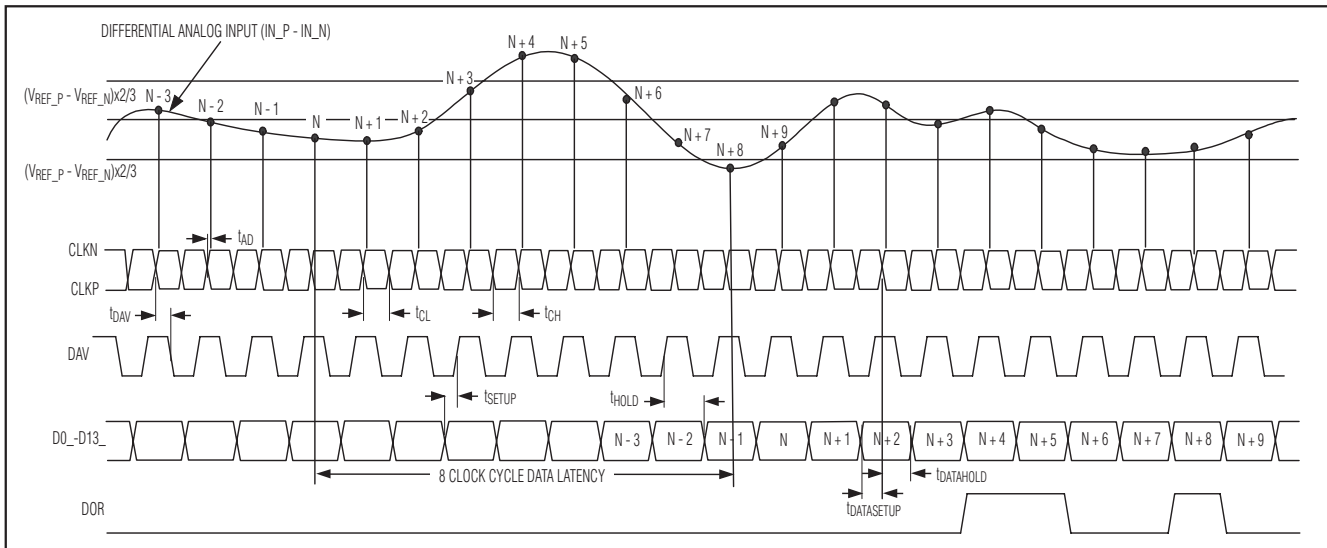 DIFFERENTIAL ANALOG INPUT (IN_P - IN_N)
(VREF_P - VREF_N)x2/3
(VREF_P - VREF_N)x2/3
N - 3
N - 2
N - 1
N
N + 1
N + 2
N + 3
N + 4
N + 5
N + 6
N + 7
N + 8
N + 9
tAD
CLKN
CLKP
tDAV
tCL
tCH
DAV
tSETUP
tHOLD
D0_-D13_
N - 3
N - 2
N - 1
N
N + 1
N + 2
N + 3
N + 4
N + 5
N + 6
N + 7
N + 8
N + 9
8 CLOCK CYCLE DATA LATENCY
tDATAHOLD
tDATASETUP
DOR